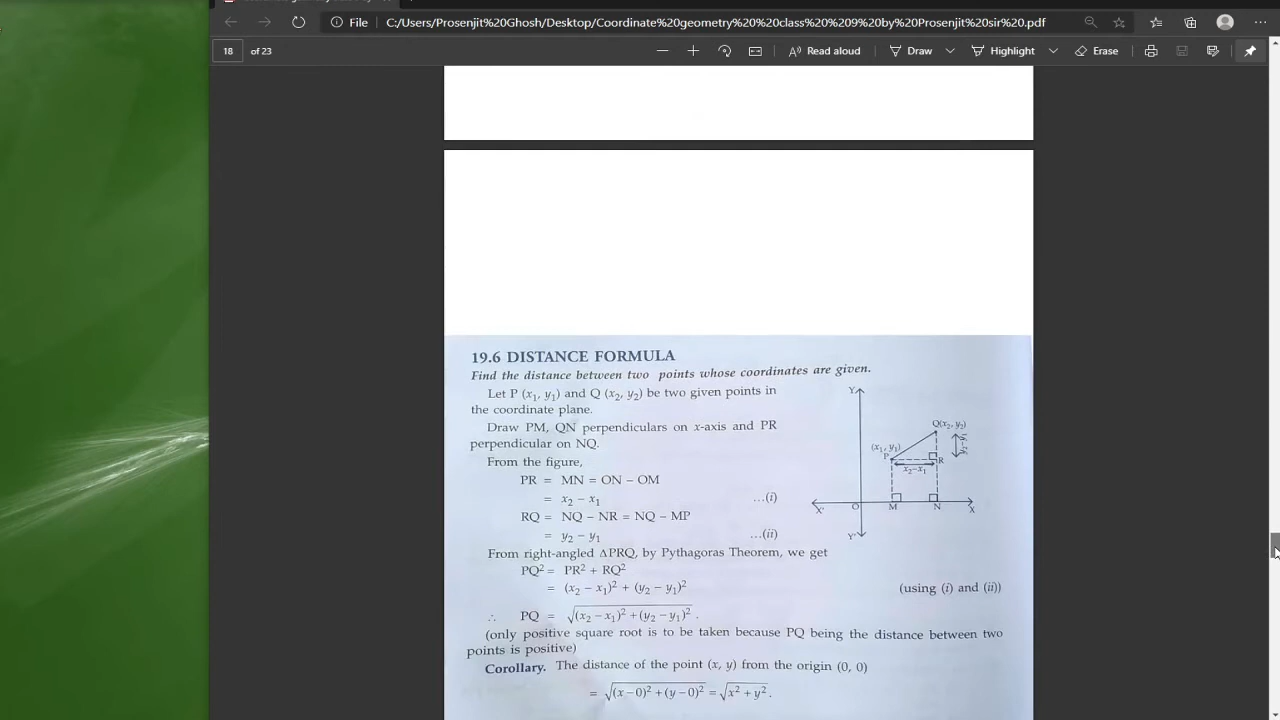 File
C:/Users/Prosenjit%20Ghosh/Desktop/Coordinate%20geometry%20%20class%20%209%20by%20Prosenjit%20sir%20.pdf
18 of 23
Read aloud
Draw
Highlight
Erase
19.6 DISTANCE FORMULA
Find the distance between two points whose coordinates are given.
Let P (x₁, y₁) and Q (x₂, y₂) be two given points in
the coordinate plane.
Draw PM, QN perpendiculars on x-axis and PR
perpendicular on NQ.
From the figure,
PR = MN = ON − OM
= x₂ − x₁ ...(i)
RQ = NQ − NR = NQ − MP
= y₂ − y₁ ...(ii)
Y
Q(x₂, y₂)
(x₁, y₁)
y₂−y₁
P
R
x₂−x₁
X'
O
M
N
X
Y'
From right-angled ΔPRQ, by Pythagoras Theorem, we get
PQ² = PR² + RQ²
= (x₂ − x₁)² + (y₂ − y₁)² (using (i) and (ii))
∴ PQ = √(x₂ − x₁)² + (y₂ − y₁)² .
(only positive square root is to be taken because PQ being the distance between two
points is positive)
Corollary. The distance of the point (x, y) from the origin (0, 0)
= √(x−0)² + (y−0)² = √x² + y² .